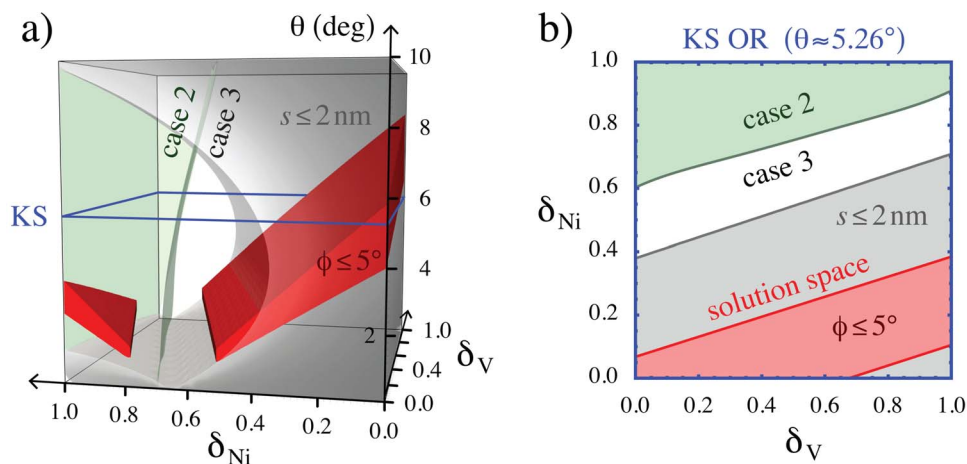 a)
θ (deg)
10
8
6
4
2
case 2
case 3
s ≤ 2 nm
KS
ϕ ≤ 5°
1.0
0.4
0.0
δV
1.0
0.8
0.6
0.4
0.2
0.0
δNi
b)
KS OR (θ≈5.26°)
1.0
0.8
0.6
0.4
0.2
0.0
δNi
case 2
case 3
s ≤ 2 nm
solution space
ϕ ≤ 5°
0.0
0.2
0.4
0.6
0.8
1.0
δV